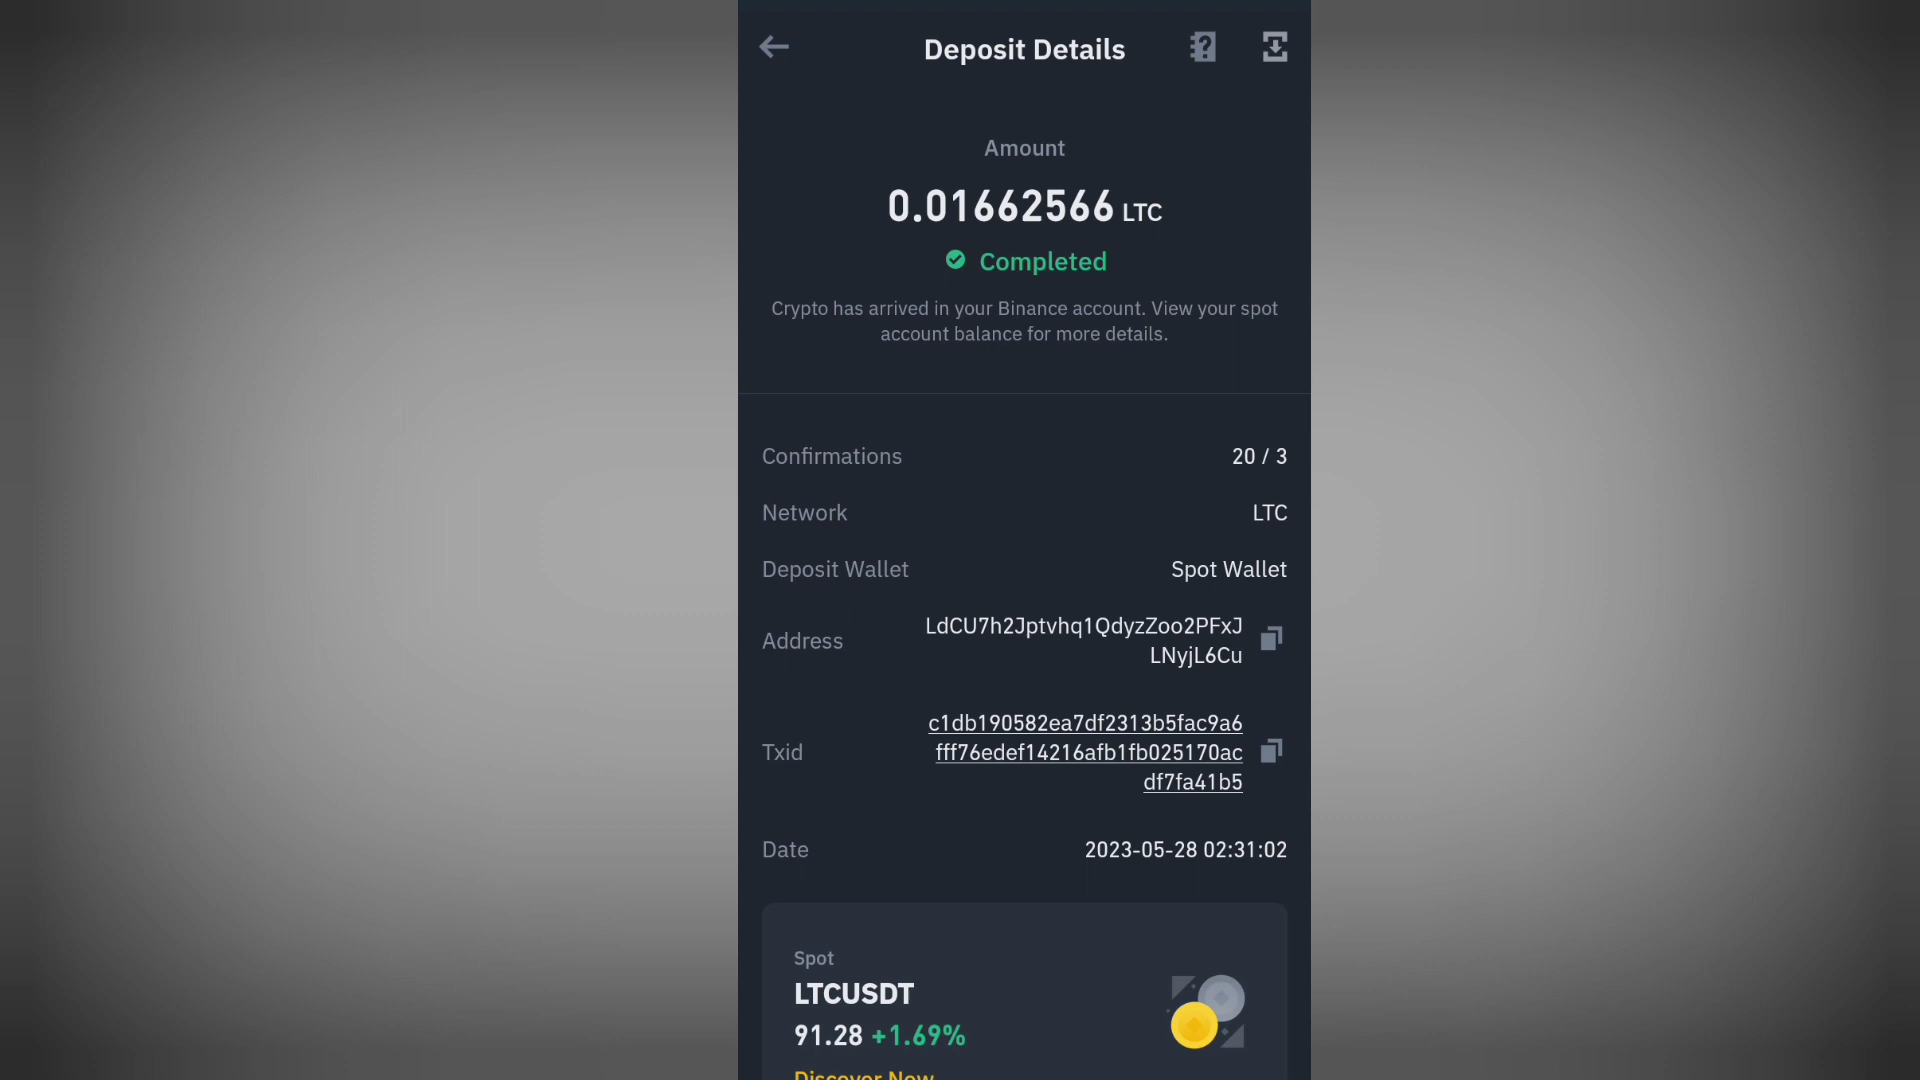 Deposit Details
Amount
0.01662566 LTC
Completed
Crypto has arrived in your Binance account. View your spot
account balance for more details.
Confirmations 20 / 3
Network LTC
Deposit Wallet Spot Wallet
Address LdCU7h2Jptvhq1QdyzZoo2PFxJ
LNyjL6Cu
Txid c1db190582ea7df2313b5fac9a6
fff76edef14216afb1fb025170ac
df7fa41b5
Date 2023-05-28 02:31:02
Spot
LTCUSDT
91.28 +1.69%
Discover Now